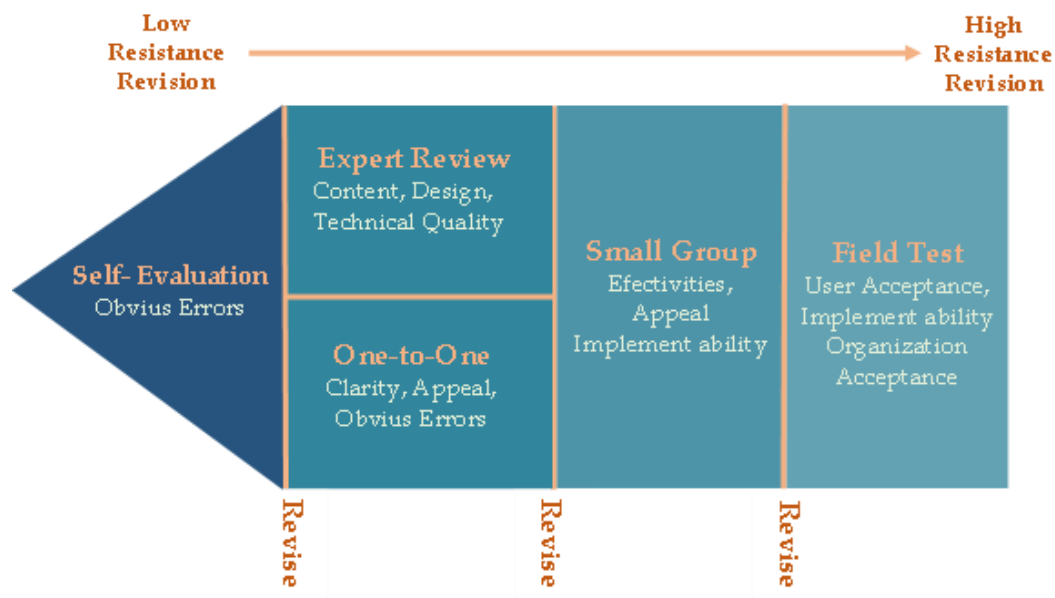 Low
Resistance
Revision
High
Resistance
Revision
Self- Evaluation
Obvius Errors
Expert Review
Content, Design,
Technical Quality
One-to-One
Clarity, Appeal,
Obvius Errors
Small Group
Efectivities,
Appeal
Implement ability
Field Test
User Acceptance,
Implement ability
Organization
Acceptance
Revise
Revise
Revise